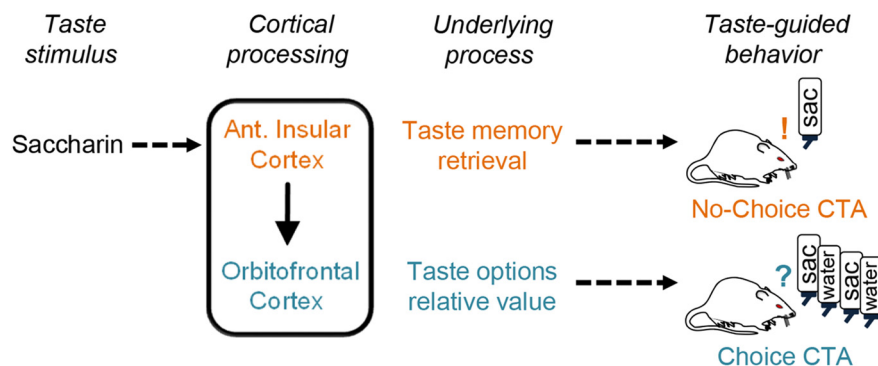 Taste
stimulus
Cortical
processing
Underlying
process
Taste-guided
behavior
Saccharin
Ant. Insular
Cortex
Taste memory
retrieval
!
sac
No-Choice CTA
Orbitofrontal
Cortex
Taste options
relative value
?
sac
water
sac
water
Choice CTA